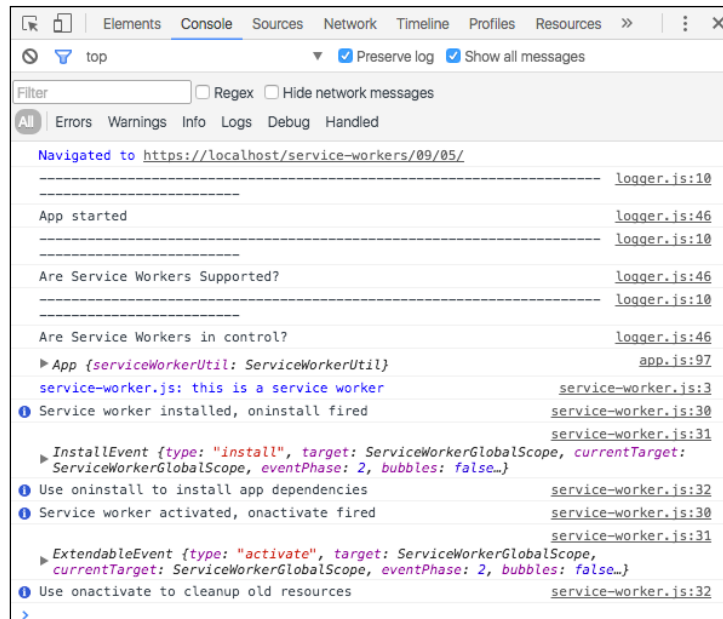 Elements Console Sources Network Timeline Profiles Resources »
top ▼ Preserve log Show all messages
Filter Regex Hide network messages
All Errors Warnings Info Logs Debug Handled
Navigated to https://localhost/service-workers/09/05/
---------------------------------------------------------------------- logger.js:10
-------------------------
App started logger.js:46
---------------------------------------------------------------------- logger.js:10
-------------------------
Are Service Workers Supported? logger.js:46
---------------------------------------------------------------------- logger.js:10
-------------------------
Are Service Workers in control? logger.js:46
▶App {serviceWorkerUtil: ServiceWorkerUtil} app.js:97
service-worker.js: this is a service worker service-worker.js:3
Service worker installed, oninstall fired service-worker.js:30
service-worker.js:31
▶InstallEvent {type: "install", target: ServiceWorkerGlobalScope, currentTarget:
ServiceWorkerGlobalScope, eventPhase: 2, bubbles: false…}
Use oninstall to install app dependencies service-worker.js:32
Service worker activated, onactivate fired service-worker.js:30
service-worker.js:31
▶ExtendableEvent {type: "activate", target: ServiceWorkerGlobalScope,
currentTarget: ServiceWorkerGlobalScope, eventPhase: 2, bubbles: false…}
Use onactivate to cleanup old resources service-worker.js:32
>